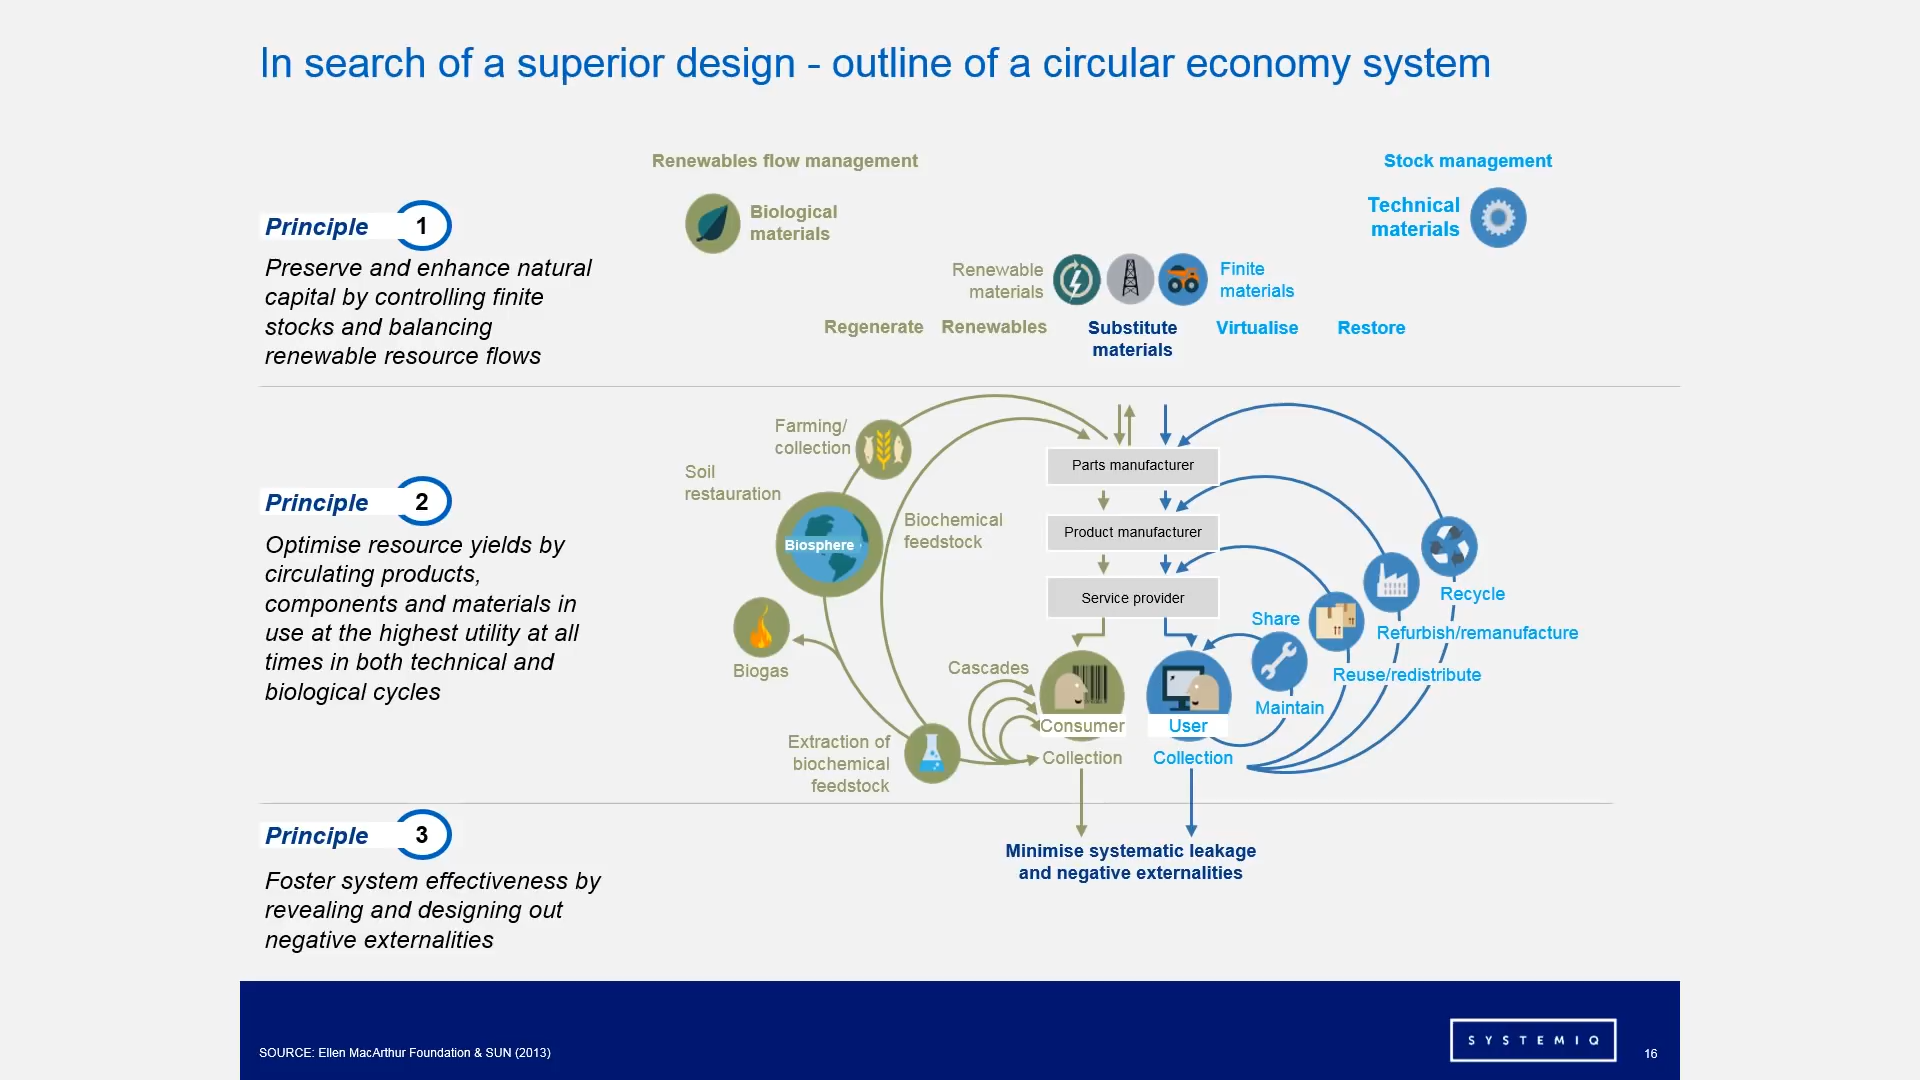 In search of a superior design - outline of a circular economy system
Renewables flow management
Stock management
Principle 1
Preserve and enhance natural
capital by controlling finite
stocks and balancing
renewable resource flows
Biological
materials
Technical
materials
Renewable
materials
Finite
materials
Regenerate
Renewables
Substitute
materials
Virtualise
Restore
Principle 2
Optimise resource yields by
circulating products,
components and materials in
use at the highest utility at all
times in both technical and
biological cycles
Farming/
collection
Soil
restauration
Biosphere
Biochemical
feedstock
Biogas
Extraction of
biochemical
feedstock
Cascades
Parts manufacturer
Product manufacturer
Service provider
Consumer
Collection
User
Collection
Share
Maintain
Reuse/redistribute
Refurbish/remanufacture
Recycle
Principle 3
Foster system effectiveness by
revealing and designing out
negative externalities
Minimise systematic leakage
and negative externalities
SOURCE: Ellen MacArthur Foundation & SUN (2013)
SYSTEMIQ
16